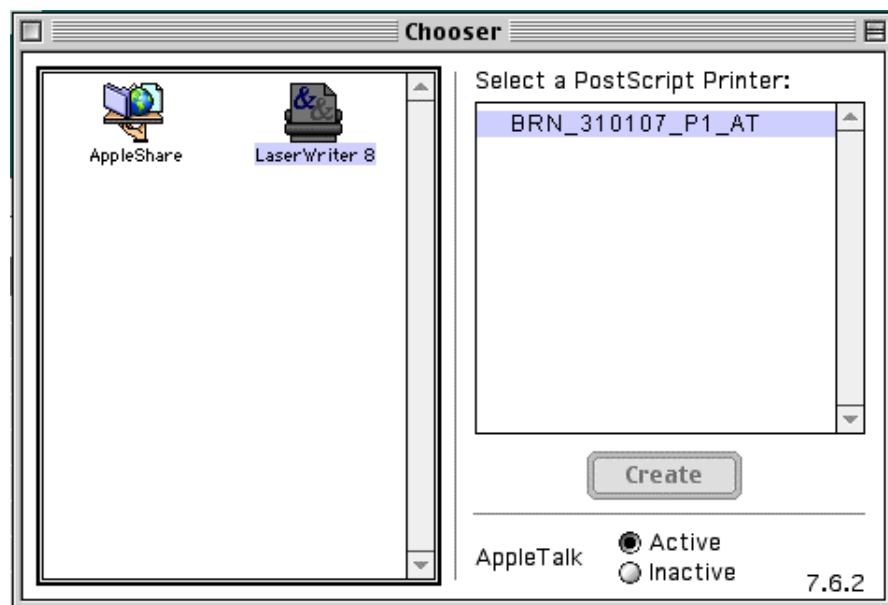 Chooser
AppleShare
LaserWriter 8
Select a PostScript Printer:
BRN_310107_P1_AT
Create
AppleTalk
Active
Inactive
7.6.2